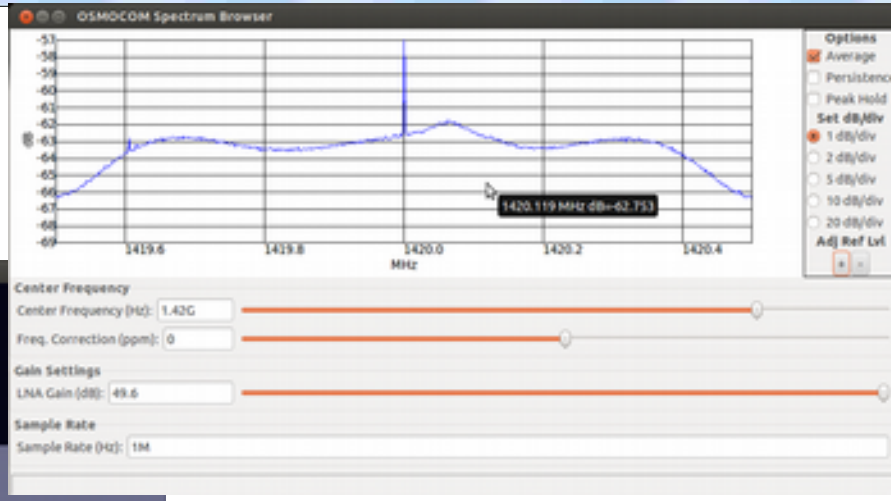 OSMOCOM Spectrum Browser
Options
Average
Persistence
Peak Hold
Set dB/div
1 dB/div
2 dB/div
5 dB/div
10 dB/div
20 dB/div
Adj Ref Lvl
+ -
dB
-57
-58
-59
-60
-61
-62
-63
-64
-65
-66
-67
-68
-69
1420.119 MHz dB=-62.753
1419.6 1419.8 1420.0 1420.2 1420.4
MHz
Center Frequency
Center Frequency (Hz): 1.42G
Freq. Correction (ppm): 0
Gain Settings
LNA Gain (dB): 49.6
Sample Rate
Sample Rate (Hz): 1M